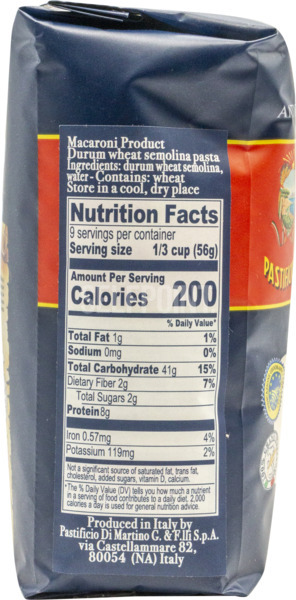 Macaroni Product
Durum wheat semolina pasta
Ingredients: durum wheat semolina,
water - Contains: wheat
Store in a cool, dry place
Nutrition Facts
9 servings per container
Serving size 1/3 cup (56g)
Amount Per Serving
Calories 200
% Daily Value*
Total Fat 1g 1%
Sodium 0mg 0%
Total Carbohydrate 41g 15%
Dietary Fiber 2g 7%
Total Sugars 2g
Protein 8g
Iron 0.57mg 4%
Potassium 119mg 2%
Not a significant source of saturated fat, trans fat,
cholesterol, added sugars, vitamin D, calcium.
*The % Daily Value (DV) tells you how much a nutrient
in a serving of food contributes to a daily diet. 2,000
calories a day is used for general nutrition advice.
Produced in Italy by
Pastificio Di Martino G. & F.lli S.p.A.
via Castellammare 82,
80054 (NA) Italy